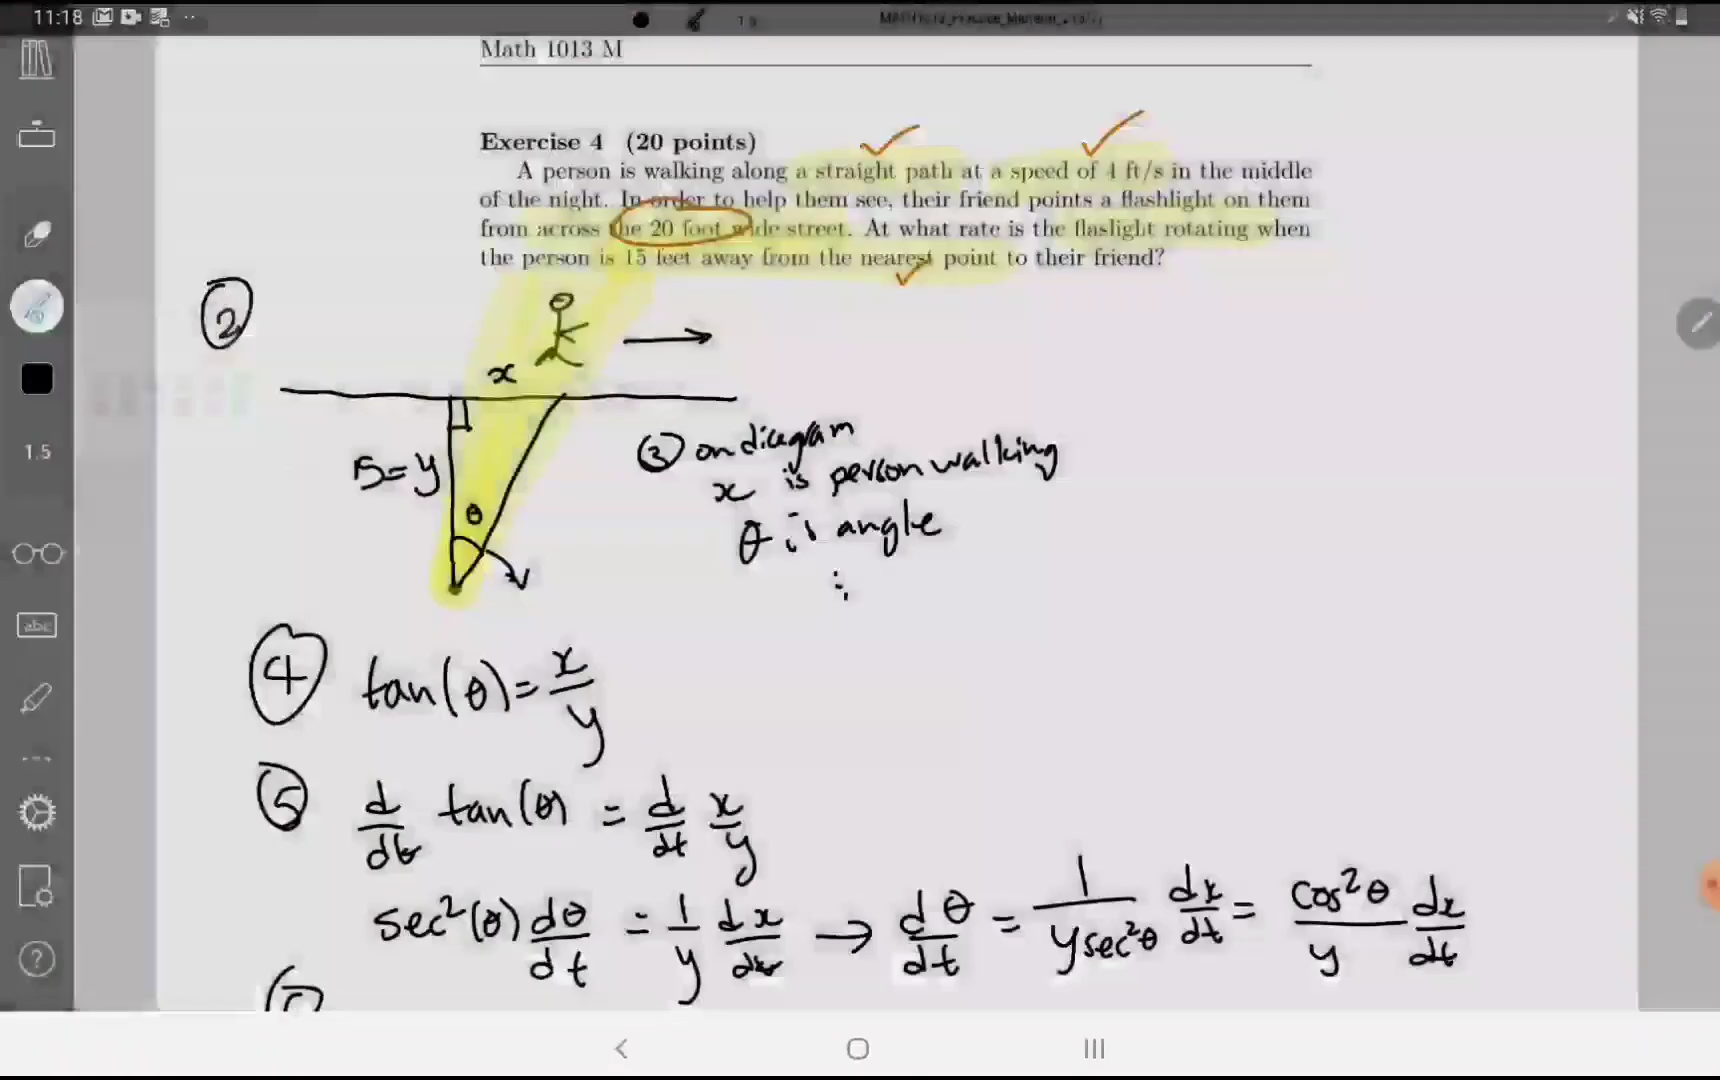 11:18
Math 1013 M
Exercise 4 (20 points)
A person is walking along a straight path at a speed of 4 ft/s in the middle
of the night. In order to help them see, their friend points a flashlight on them
from across the 20 foot wide street. At what rate is the flaslight rotating when
the person is 15 feet away from the nearest point to their friend?
②
x
15=y
θ
③ on diagram
x is person walking
θ is angle
⋮
④ tan(θ)=x/y
⑤ d/dt tan(θ) = d/dt x/y
sec²(θ) dθ/dt = 1/y dx/dt → dθ/dt = 1/(y sec²θ) dx/dt = cos²θ/y dx/dt
1.5
abc
?